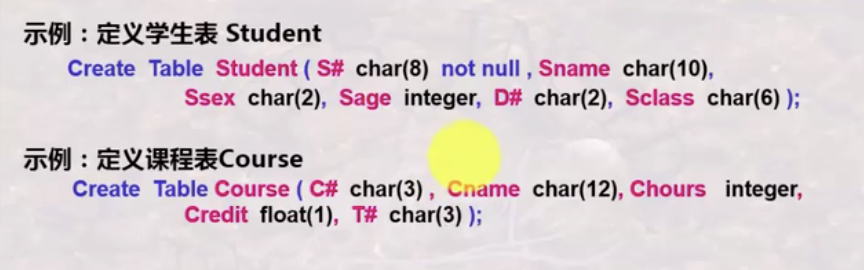 示例：定义学生表 Student
Create Table Student ( S# char(8) not null , Sname char(10),
Ssex char(2), Sage integer, D# char(2), Sclass char(6) );
示例：定义课程表Course
Create Table Course ( C# char(3) , Cname char(12), Chours integer,
Credit float(1), T# char(3) );